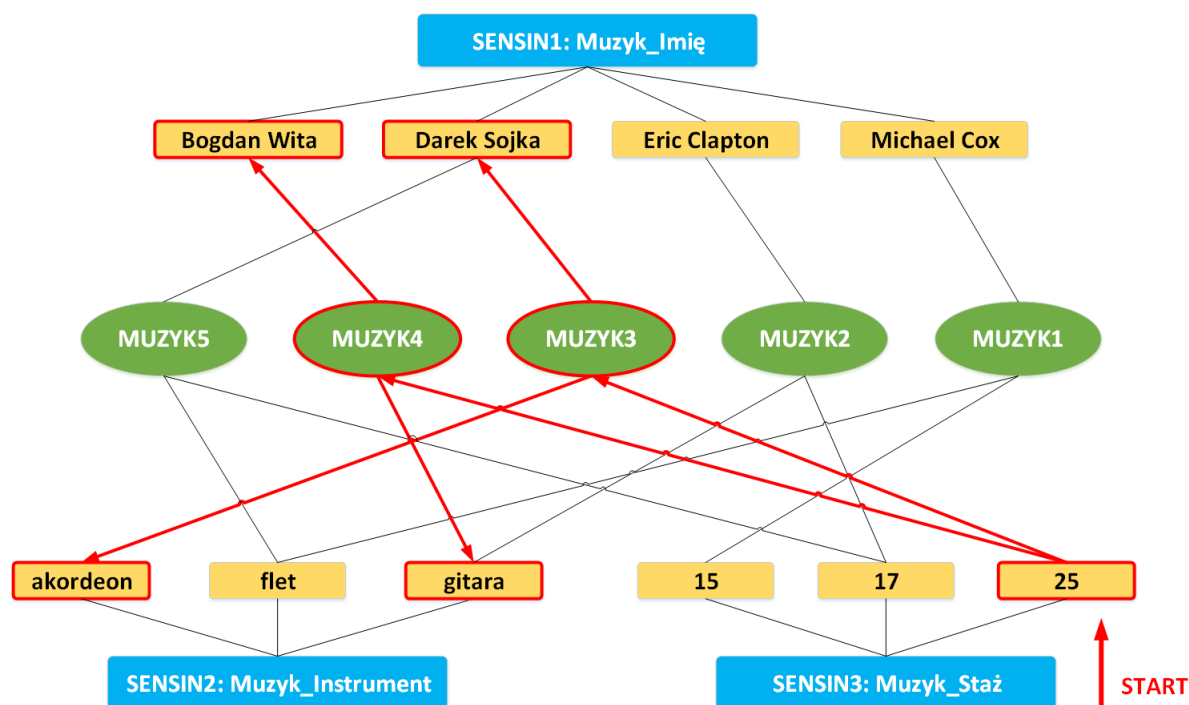 SENSIN1: Muzyk_Imię
Bogdan Wita
Darek Sojka
Eric Clapton
Michael Cox
MUZYK5
MUZYK4
MUZYK3
MUZYK2
MUZYK1
akordeon
flet
gitara
15
17
25
SENSIN2: Muzyk_Instrument
SENSIN3: Muzyk_Staż
START